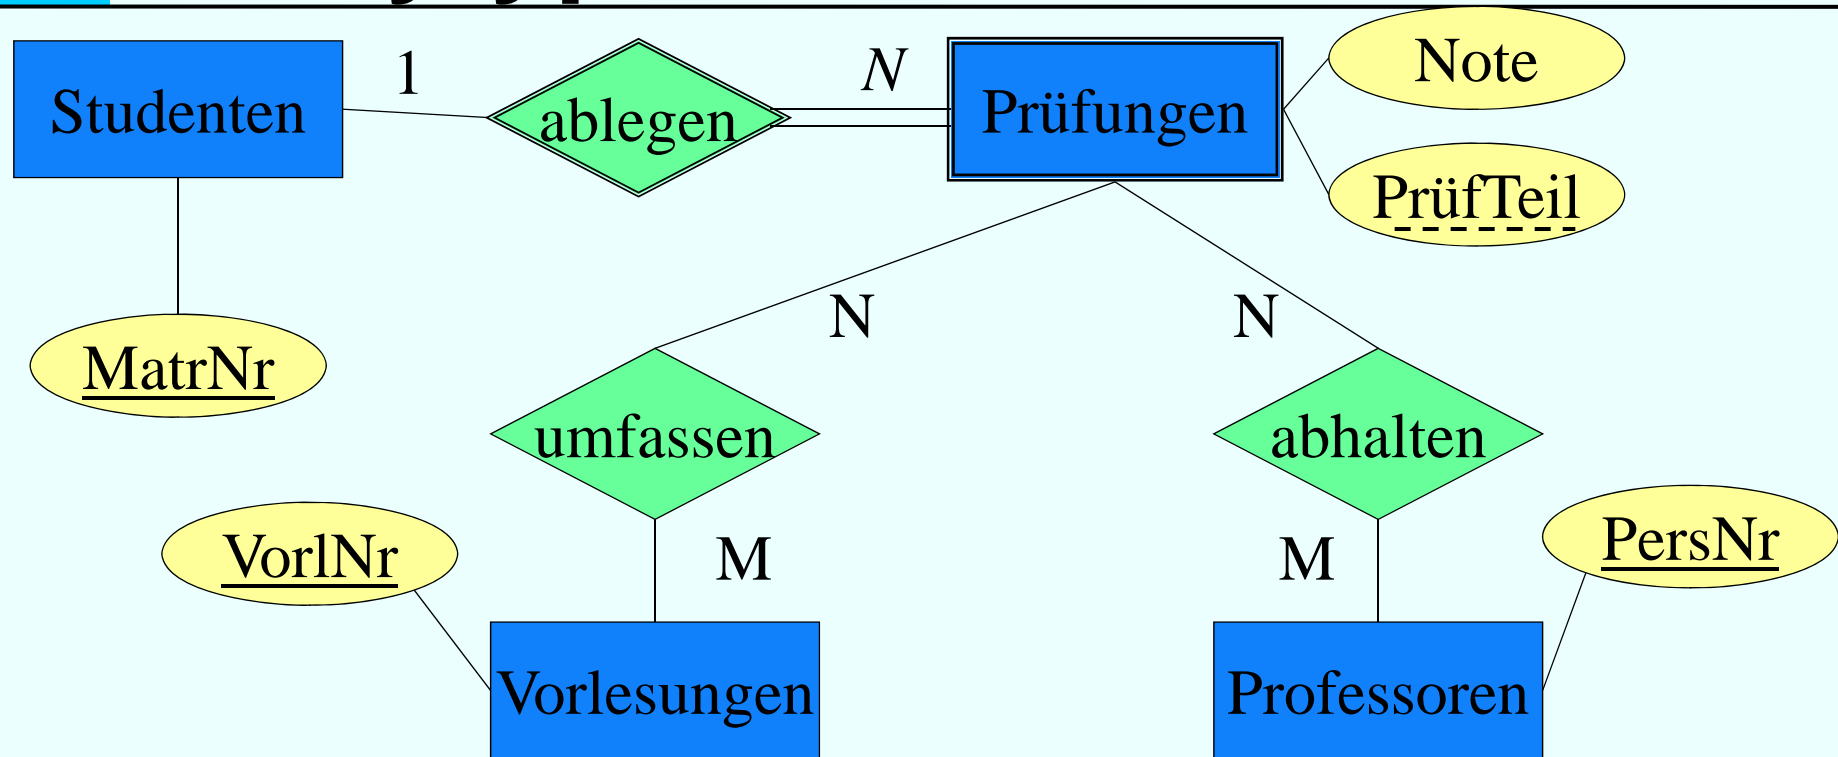 Studenten
1
ablegen
N
Prüfungen
Note
PrüfTeil
MatrNr
N
N
umfassen
abhalten
VorlNr
M
M
PersNr
Vorlesungen
Professoren